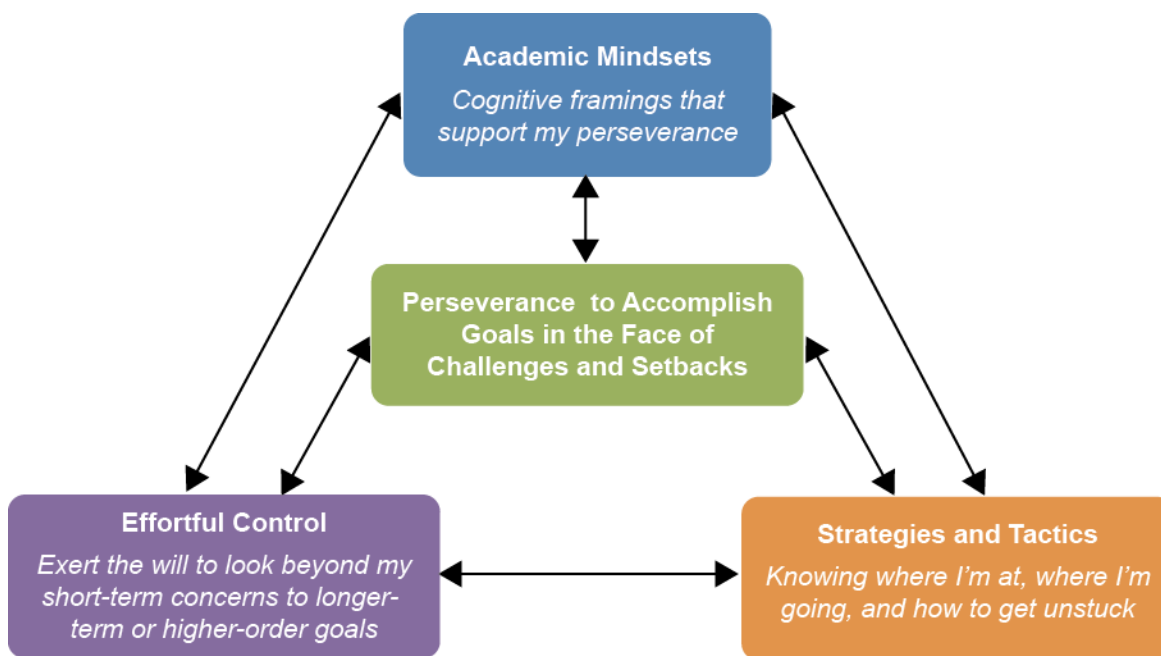 Academic Mindsets
Cognitive framings that
support my perseverance
Perseverance  to Accomplish
Goals in the Face of
Challenges and Setbacks
Effortful Control
Exert the will to look beyond my
short-term concerns to longer-
term or higher-order goals
Strategies and Tactics
Knowing where I’m at, where I’m
going, and how to get unstuck